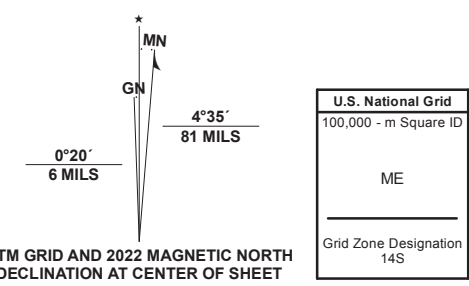 MN
GN
4°35´
81 MILS
0°20´
6 MILS
TM GRID AND 2022 MAGNETIC NORTH
DECLINATION AT CENTER OF SHEET
U.S. National Grid
100,000 - m Square ID
ME
Grid Zone Designation
14S